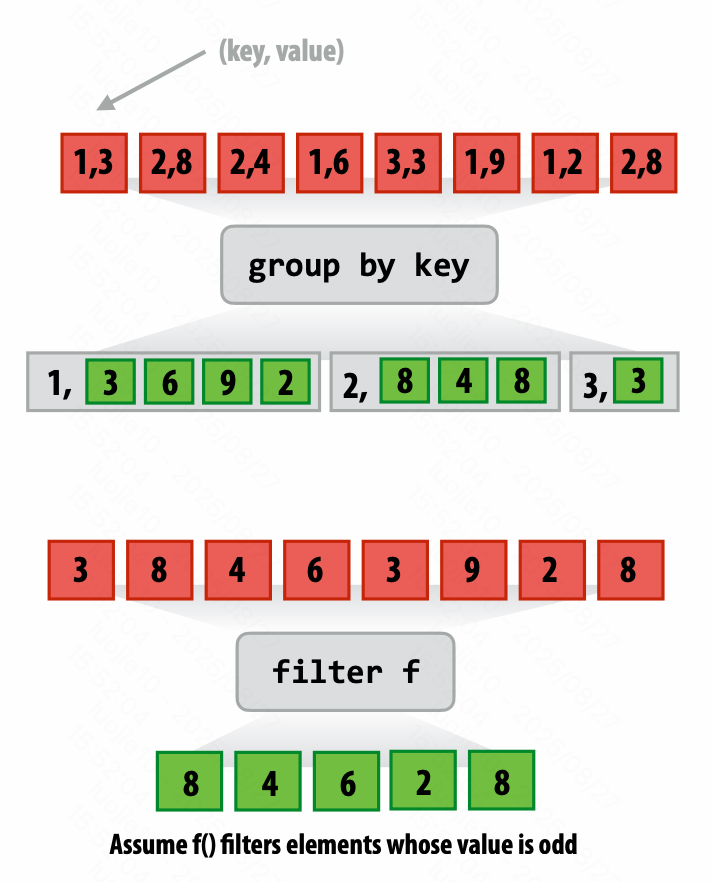 (key, value)
1,3 2,8 2,4 1,6 3,3 1,9 1,2 2,8
group by key
1, 3 6 9 2 2, 8 4 8 3, 3
3 8 4 6 3 9 2 8
filter f
8 4 6 2 8
Assume f() filters elements whose value is odd